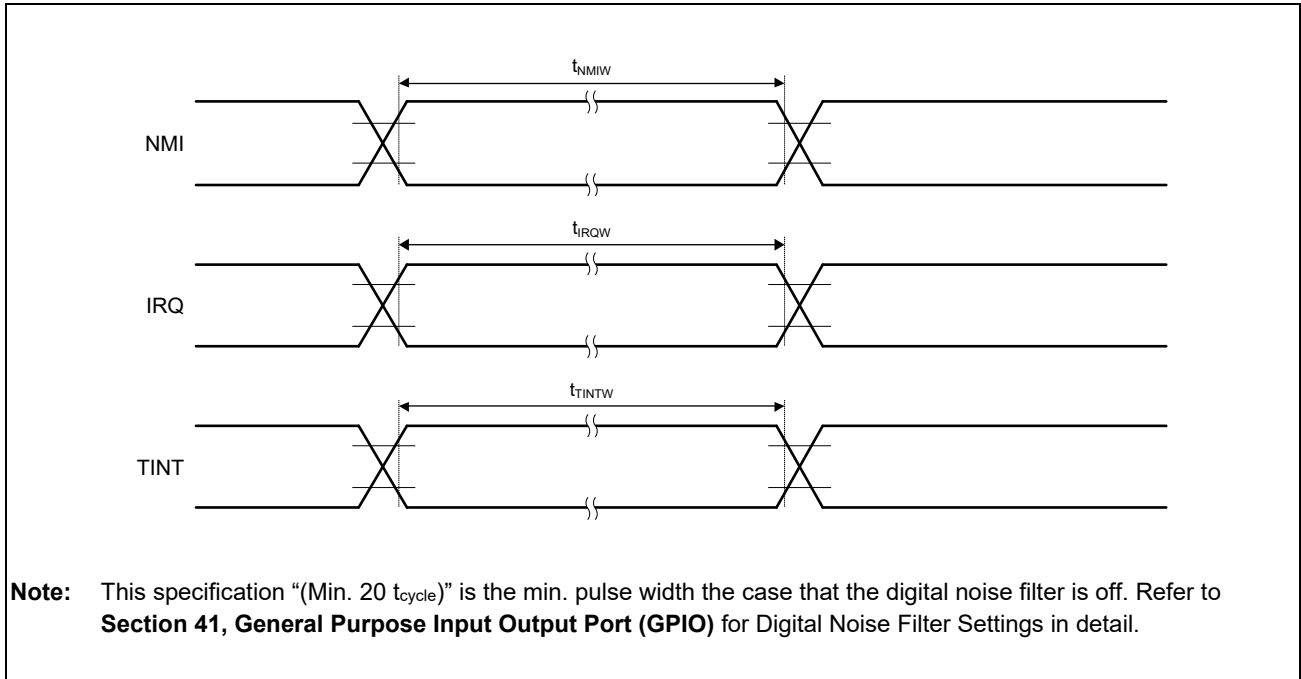 tNMIW
NMI
tIRQW
IRQ
tTINTW
TINT
Note: This specification “(Min. 20 tcycle)” is the min. pulse width the case that the digital noise filter is off. Refer to
Section 41, General Purpose Input Output Port (GPIO) for Digital Noise Filter Settings in detail.